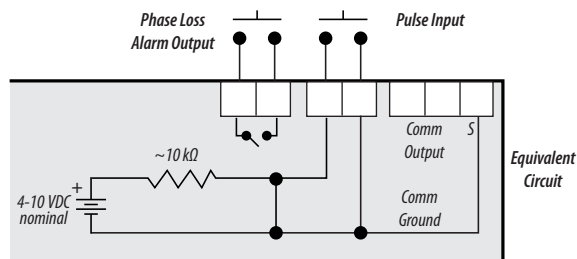 Phase Loss
Alarm Output
Pulse Input
Comm
Output
S
Equivalent
Circuit
~10 kΩ
+
4-10 VDC
nominal
Comm
Ground